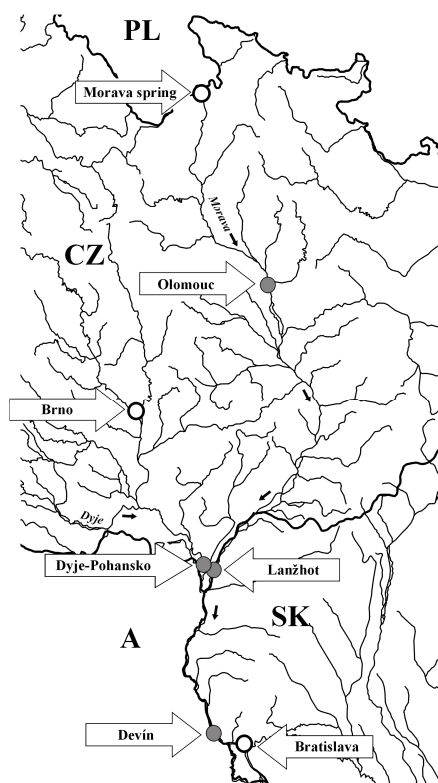 PL
Morava spring
Morava
CZ
Olomouc
Brno
Dyje
Dyje-Pohansko
Lanžhot
SK
A
Devín
Bratislava